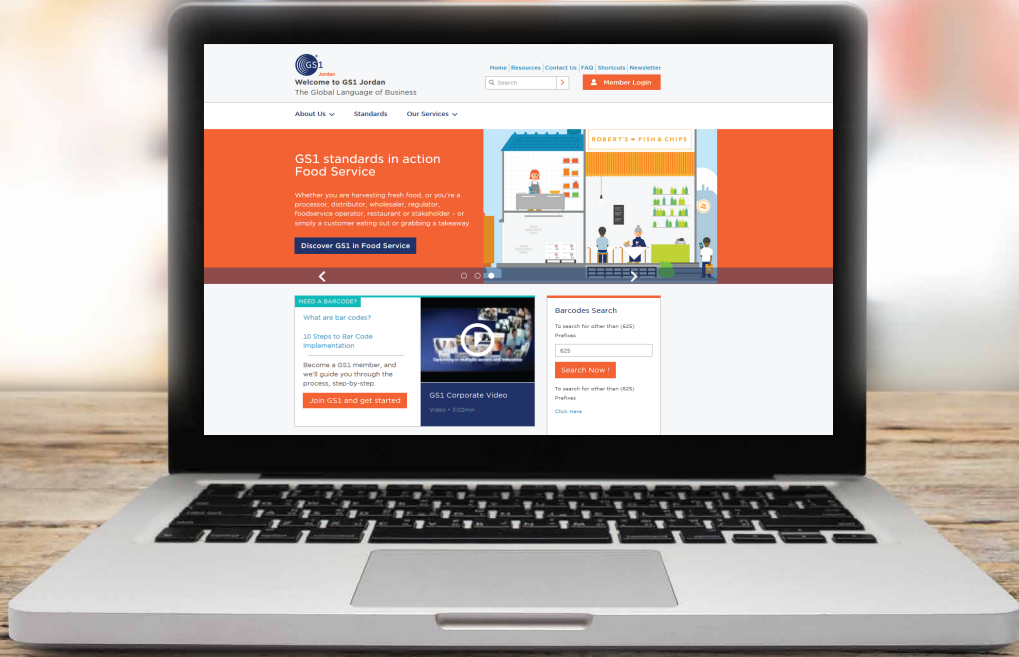 GS1
Jordan
Welcome to GS1 Jordan
The Global Language of Business
Home Resources Contact Us FAQ Shortcuts Newsletter
Search
Member Login
About Us
Standards
Our Services
GS1 standards in action
Food Service
Whether you are harvesting fresh food, or you're a
processor, distributor, wholesaler, regulator,
foodservice operator, restaurant or stakeholder – or
simply a customer eating out or grabbing a takeaway.
Discover GS1 in Food Service
ROBERT'S FISH & CHIPS
NEED A BARCODE?
What are bar codes?
10 Steps to Bar Code
Implementation
Become a GS1 member, and
we'll guide you through the
process, step-by-step.
Join GS1 and get started
Operating in multiple sectors and industries
GS1 Corporate Video
Video • 3:02min
Barcodes Search
To search for other than (625)
Prefixes
625
Search Now !
To search for other than (625)
Prefixes
Click Here